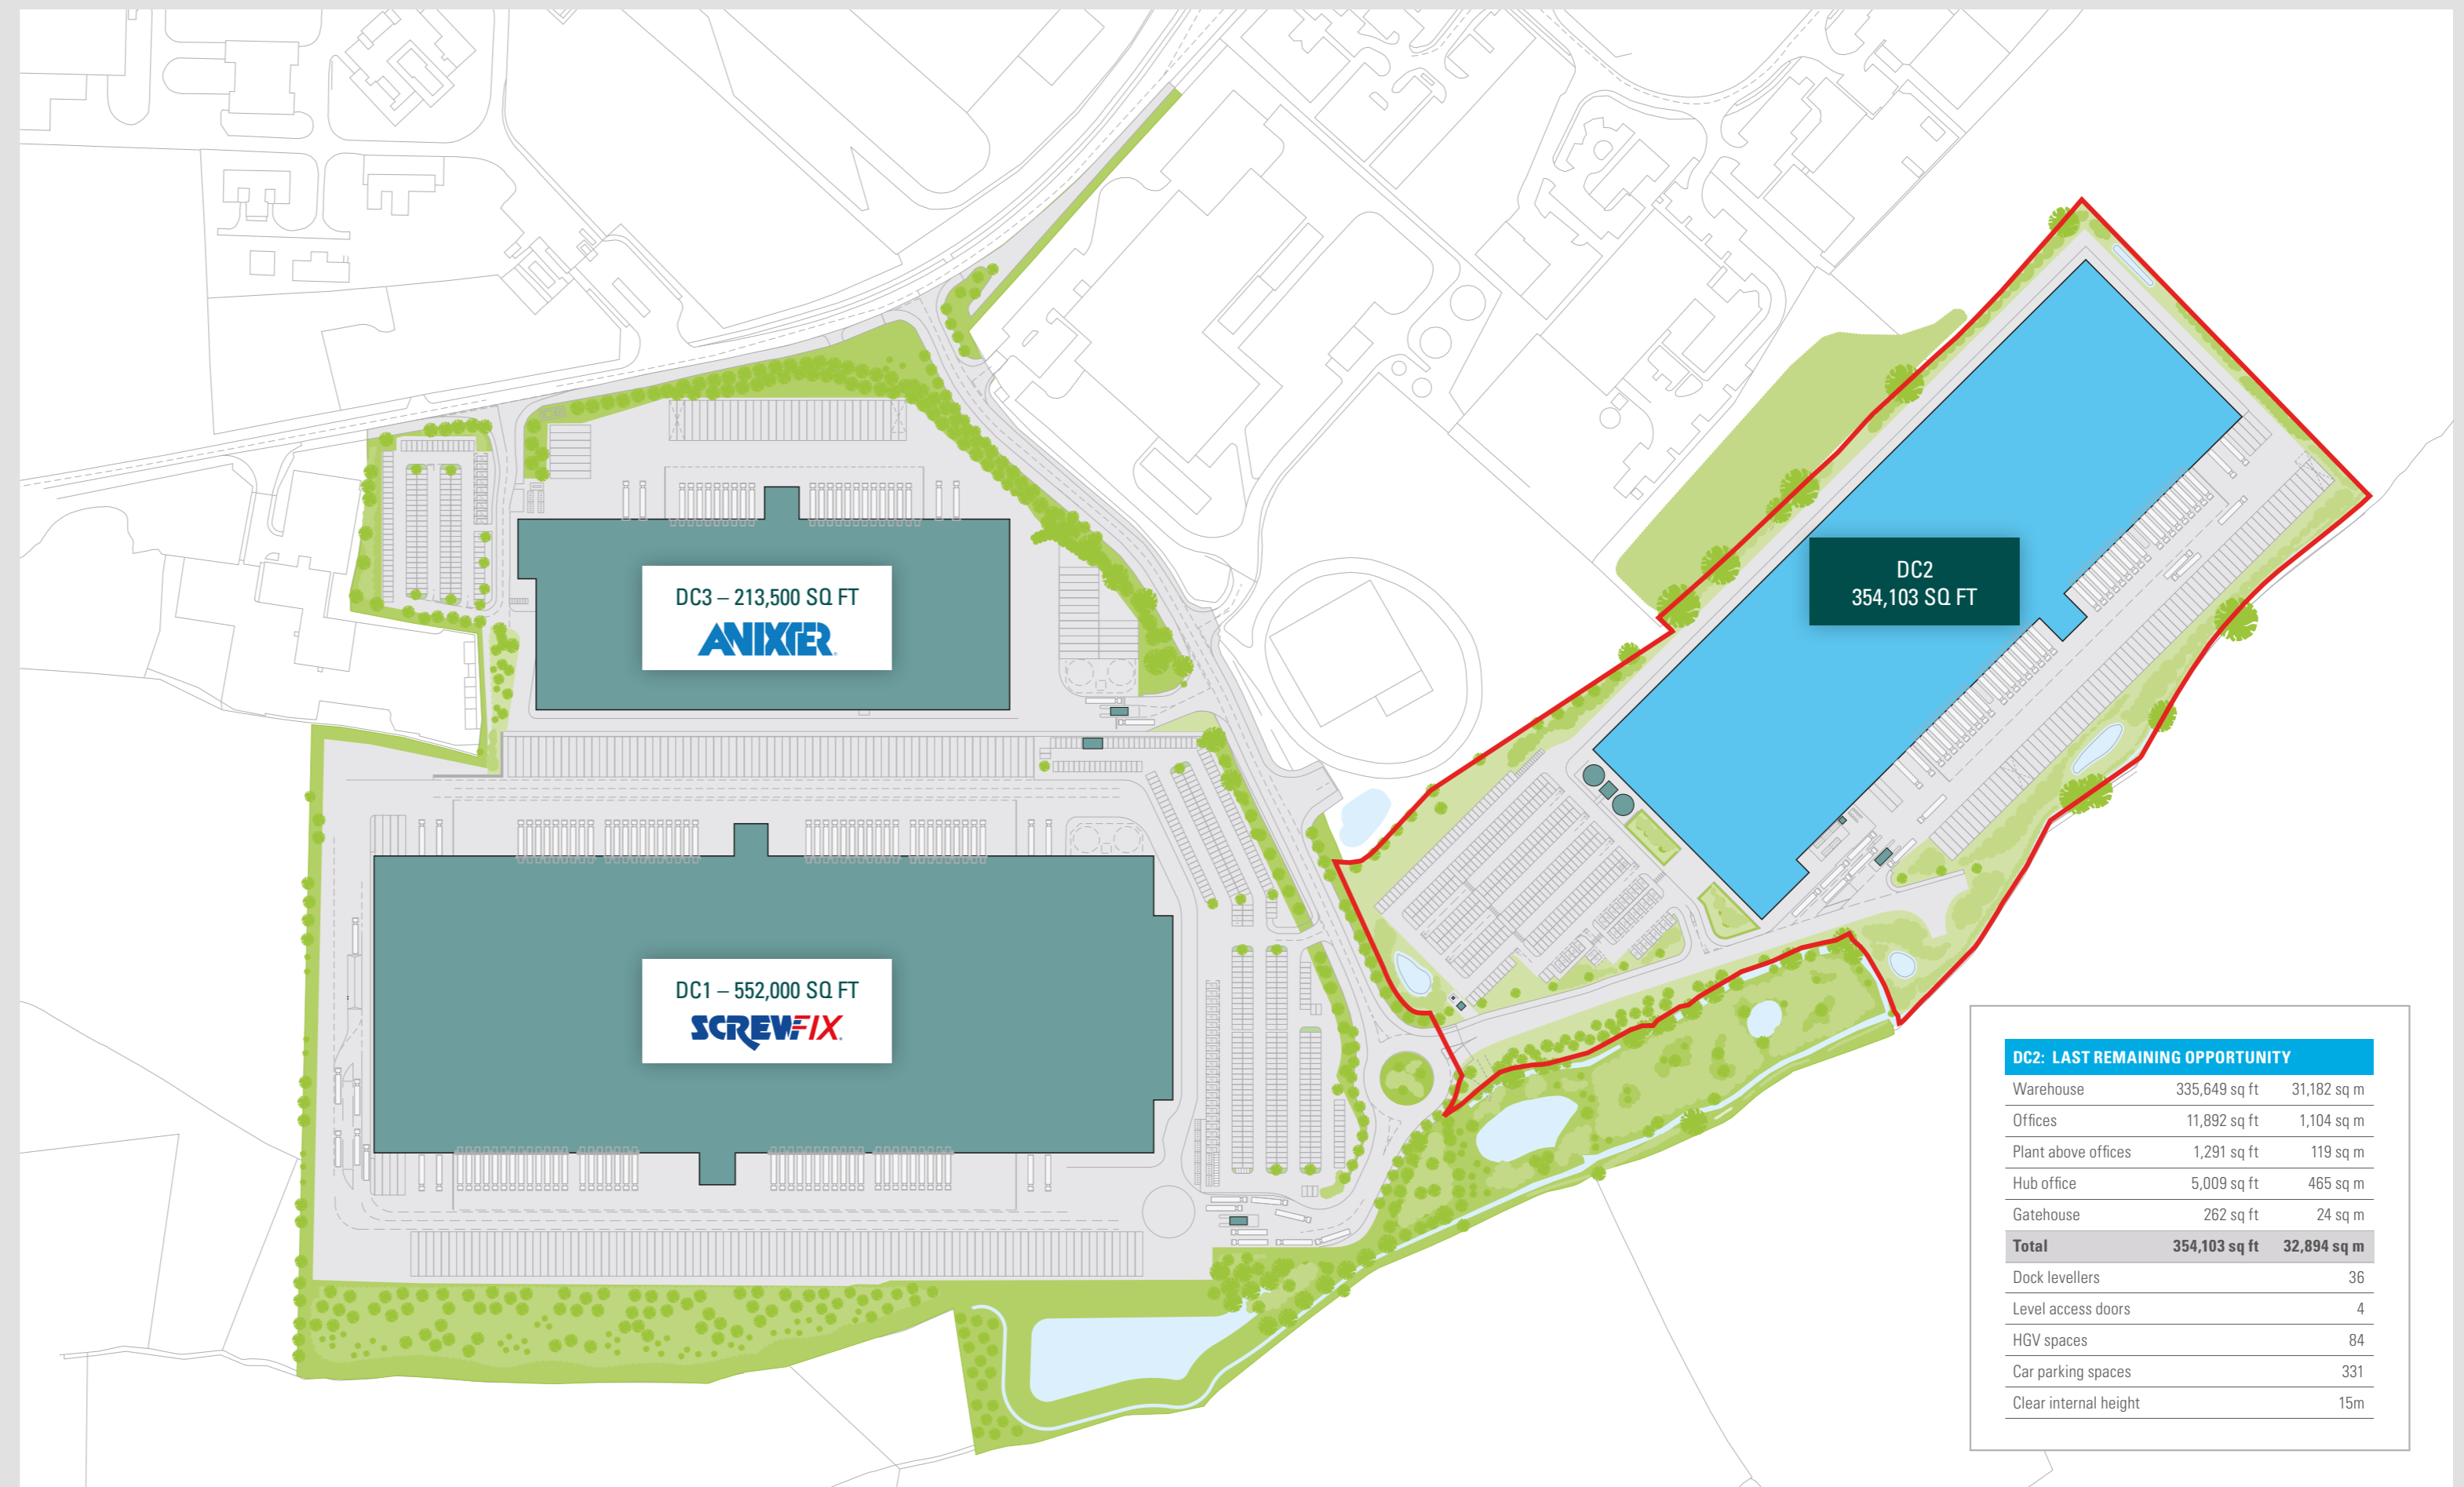 DC3 – 213,500 SQ FT
ANIXTER
DC2
354,103 SQ FT
DC1 – 552,000 SQ FT
SCREWFIX
DC2: LAST REMAINING OPPORTUNITY
Warehouse 335,649 sq ft 31,182 sq m
Offices 11,892 sq ft 1,104 sq m
Plant above offices 1,291 sq ft 119 sq m
Hub office 5,009 sq ft 465 sq m
Gatehouse 262 sq ft 24 sq m
Total 354,103 sq ft 32,894 sq m
Dock levellers 36
Level access doors 4
HGV spaces 84
Car parking spaces 331
Clear internal height 15m